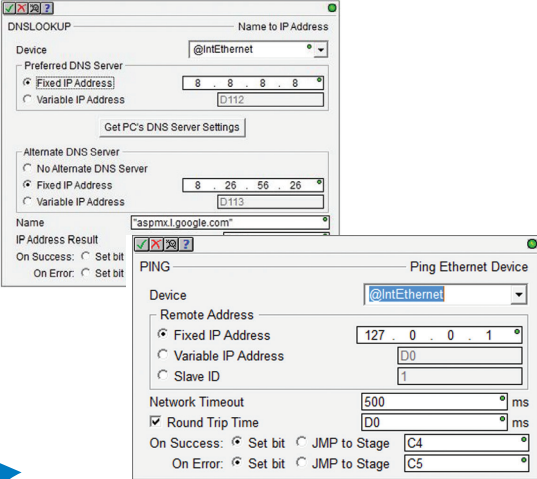 DNSLOOKUP Name to IP Address
Device @IntEthernet
Preferred DNS Server
Fixed IP Address 8 . 8 . 8 . 8
Variable IP Address D112
Get PC's DNS Server Settings
Alternate DNS Server
No Alternate DNS Server
Fixed IP Address 8 . 26 . 56 . 26
Variable IP Address D113
Name "aspmx.l.google.com"
IP Address Result
On Success: Set bit
On Error: Set bit
PING Ping Ethernet Device
Device @IntEthernet
Remote Address
Fixed IP Address 127 . 0 . 0 . 1
Variable IP Address D0
Slave ID 1
Network Timeout 500 ms
Round Trip Time D0 ms
On Success: Set bit JMP to Stage C4
On Error: Set bit JMP to Stage C5